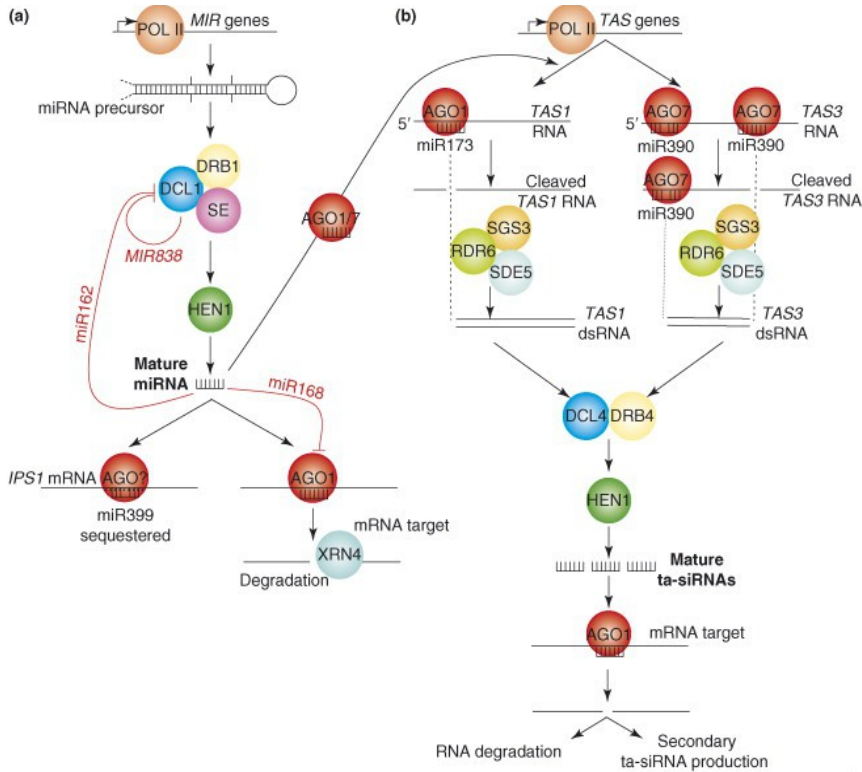 (a)
MIR genes
POL II
miRNA precursor
DRB1
DCL1
SE
MIR838
miR162
HEN1
Mature
miRNA
miR168
IPS1 mRNA
AGO?
miR399
sequestered
AGO1
mRNA target
XRN4
Degradation
AGO1/7
(b)
TAS genes
POL II
AGO1
5′
miR173
TAS1
RNA
Cleaved
TAS1 RNA
SGS3
RDR6
SDE5
TAS1
dsRNA
AGO7
AGO7
5′
miR390
miR390
TAS3
RNA
AGO7
miR390
Cleaved
TAS3 RNA
SGS3
RDR6
SDE5
TAS3
dsRNA
DCL4
DRB4
HEN1
Mature
ta-siRNAs
AGO1
mRNA target
RNA degradation
Secondary
ta-siRNA production